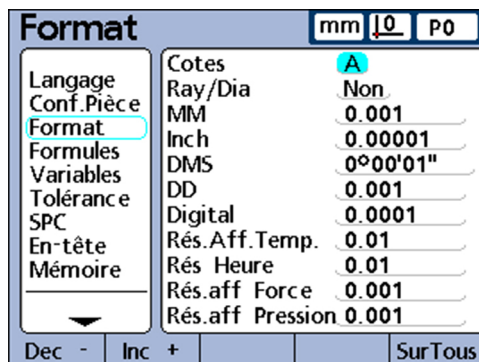 Format
mm 0 P0
Langage
Conf.Pièce
Format
Formules
Variables
Tolérance
SPC
En-tête
Mémoire
Cotes A
Ray/Dia Non
MM 0.001
Inch 0.00001
DMS 0°00'01"
DD 0.001
Digital 0.0001
Rés.Aff.Temp. 0.01
Rés Heure 0.01
Rés.aff Force 0.001
Rés.aff Pression 0.001
Dec - Inc + SurTous